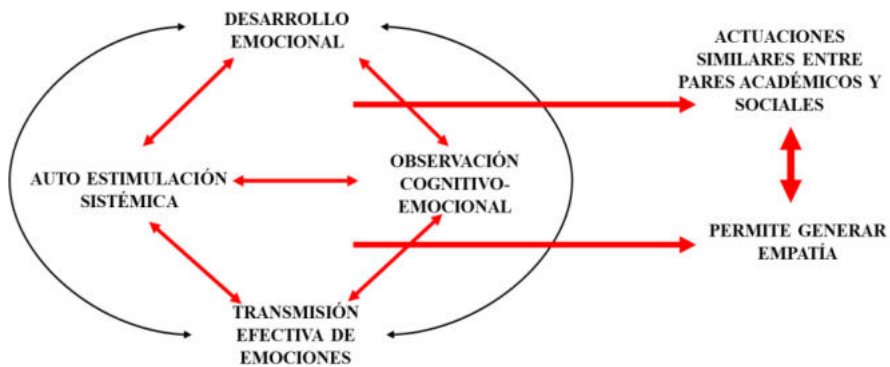 DESARROLLO
EMOCIONAL
ACTUACIONES
SIMILARES ENTRE
PARES ACADÉMICOS Y
SOCIALES
AUTO ESTIMULACIÓN
SISTÉMICA
OBSERVACIÓN
COGNITIVO-
EMOCIONAL
PERMITE GENERAR
EMPATÍA
TRANSMISIÓN
EFECTIVA DE
EMOCIONES